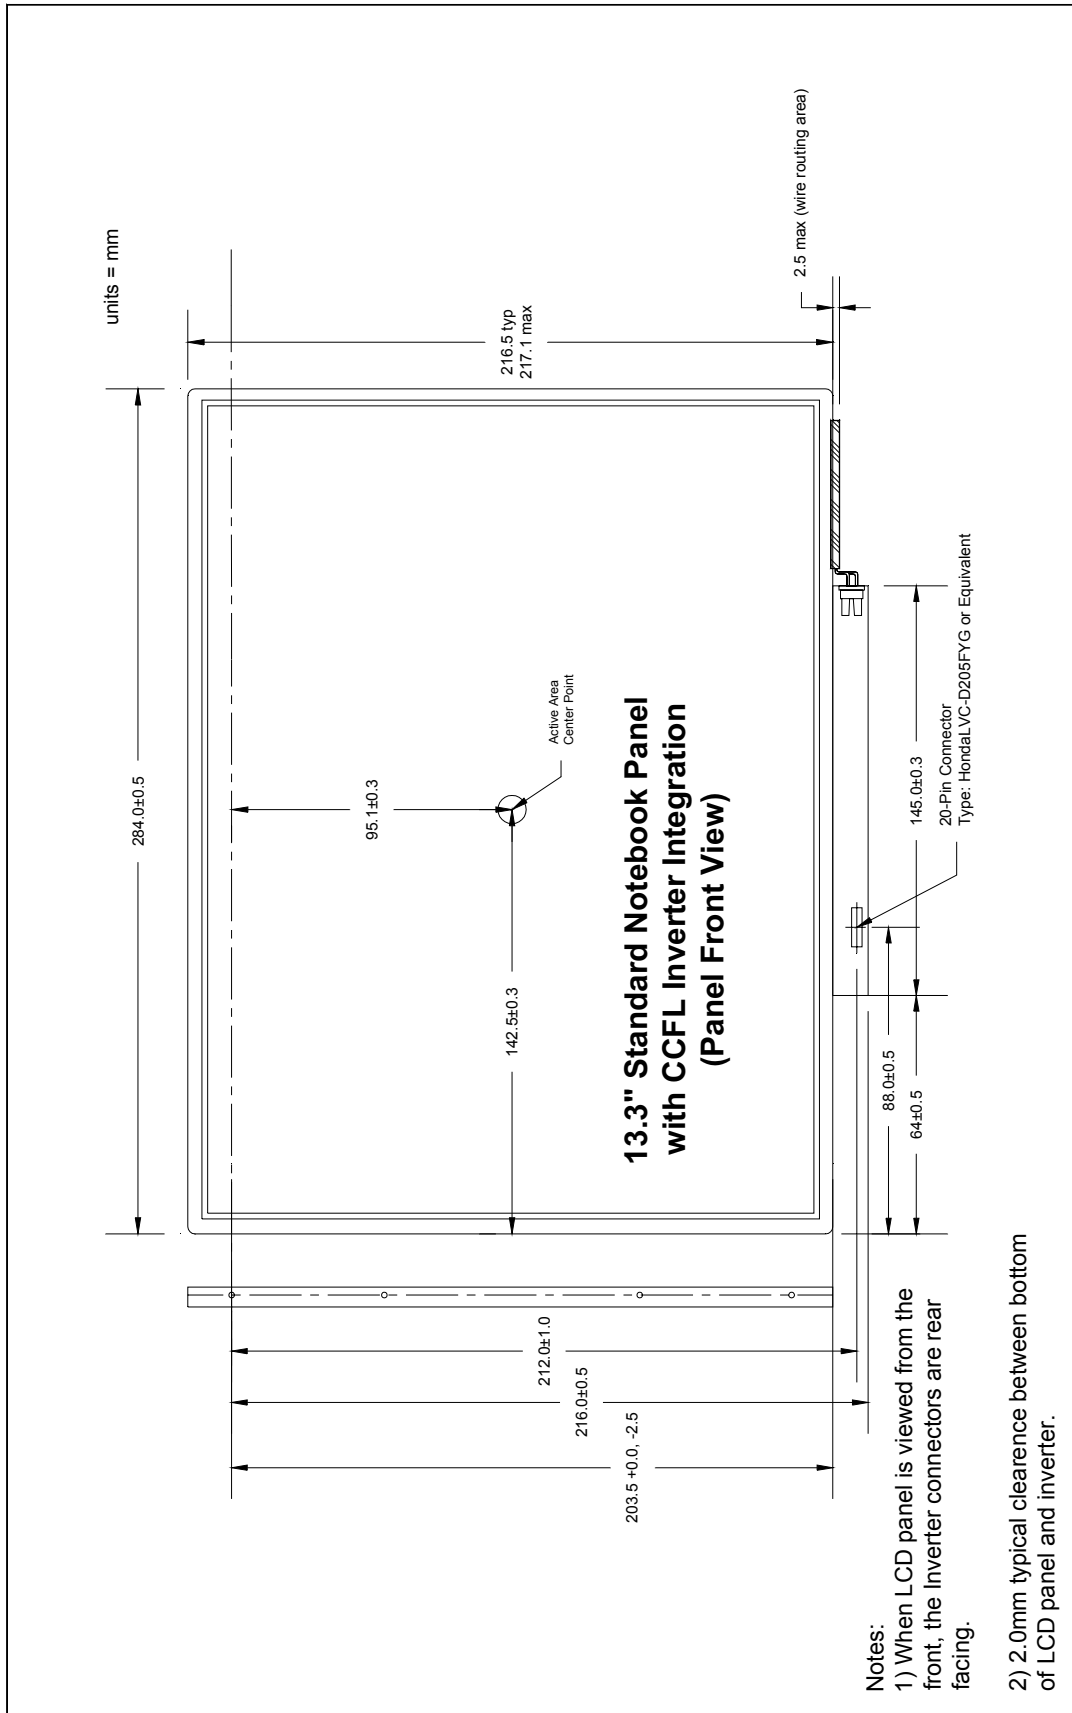 units = mm
284.0±0.5
216.5 typ
217.1 max
2.5 max (wire routing area)
95.1±0.3
Active Area
Center Point
142.5±0.3
13.3" Standard Notebook Panel
with CCFL Inverter Integration
(Panel Front View)
212.0±1.0
216.0±0.5
203.5 +0.0, -2.5
145.0±0.3
20-Pin Connector
Type: HondaLVC-D205FYG or Equivalent
88.0±0.5
64±0.5
Notes:
1) When LCD panel is viewed from the
front, the Inverter connectors are rear
facing.
2) 2.0mm typical clearence between bottom
of LCD panel and inverter.